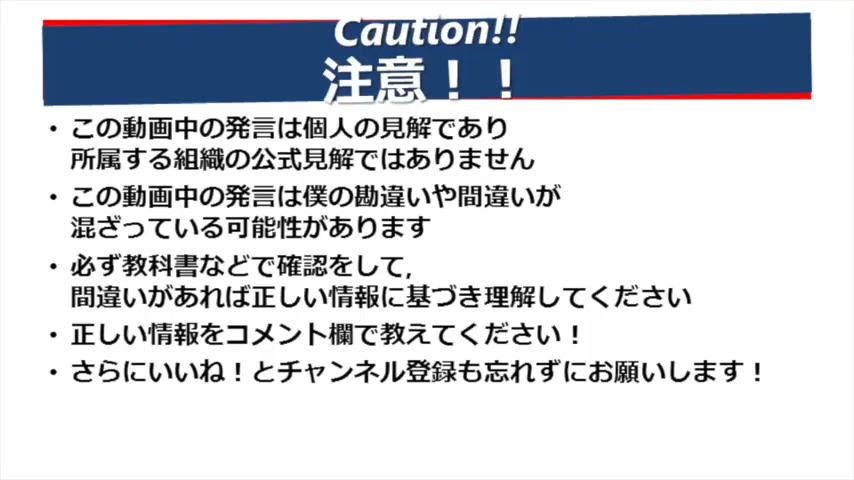 Caution!!
注意！！
• この動画中の発言は個人の見解であり
所属する組織の公式見解ではありません
• この動画中の発言は僕の勘違いや間違いが
混ざっている可能性があります
• 必ず教科書などで確認をして,
間違いがあれば正しい情報に基づき理解してください
• 正しい情報をコメント欄で教えてください！
• さらにいいね！とチャンネル登録も忘れずにお願いします！